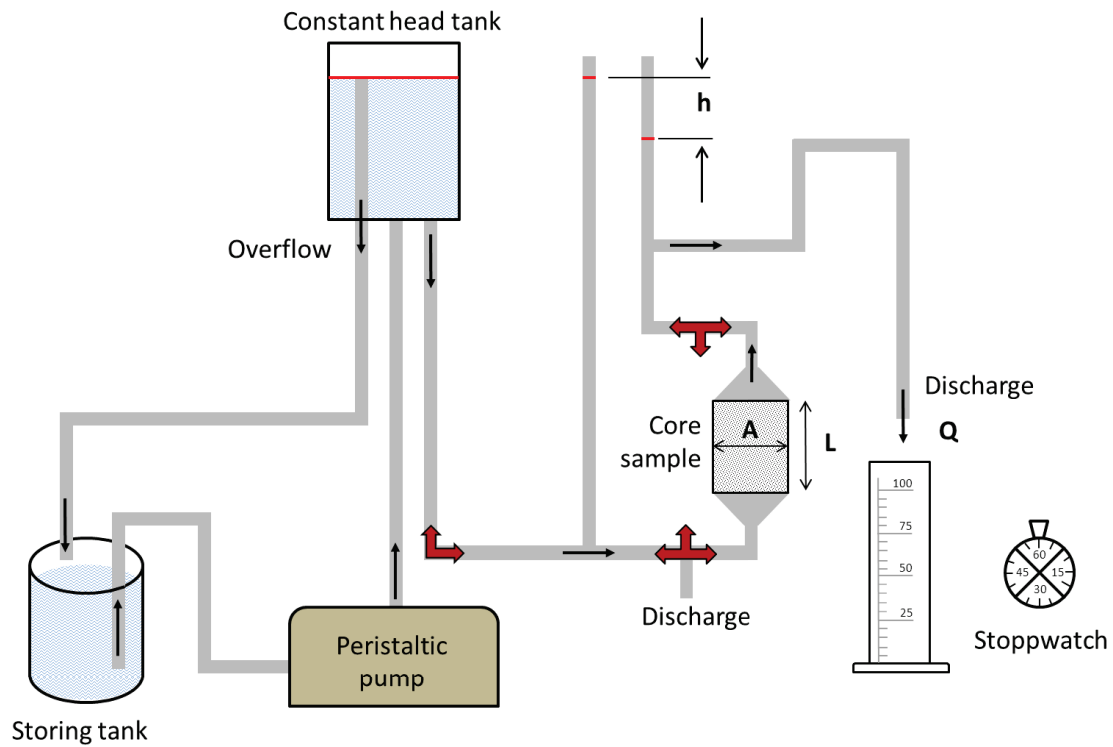 Constant head tank
h
Overflow
Discharge
Q
Core
sample
A
L
100
75
50
25
60
45
15
30
Stoppwatch
Discharge
Peristaltic
pump
Storing tank